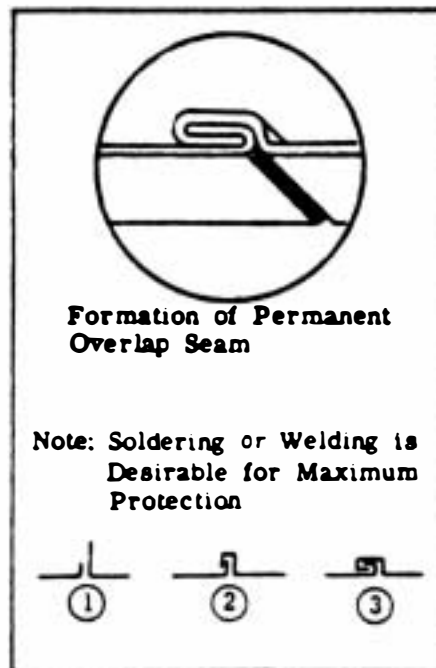 Formation of Permanent
Overlap Seam
Note: Soldering or Welding is
Desirable for Maximum
Protection
1 2 3